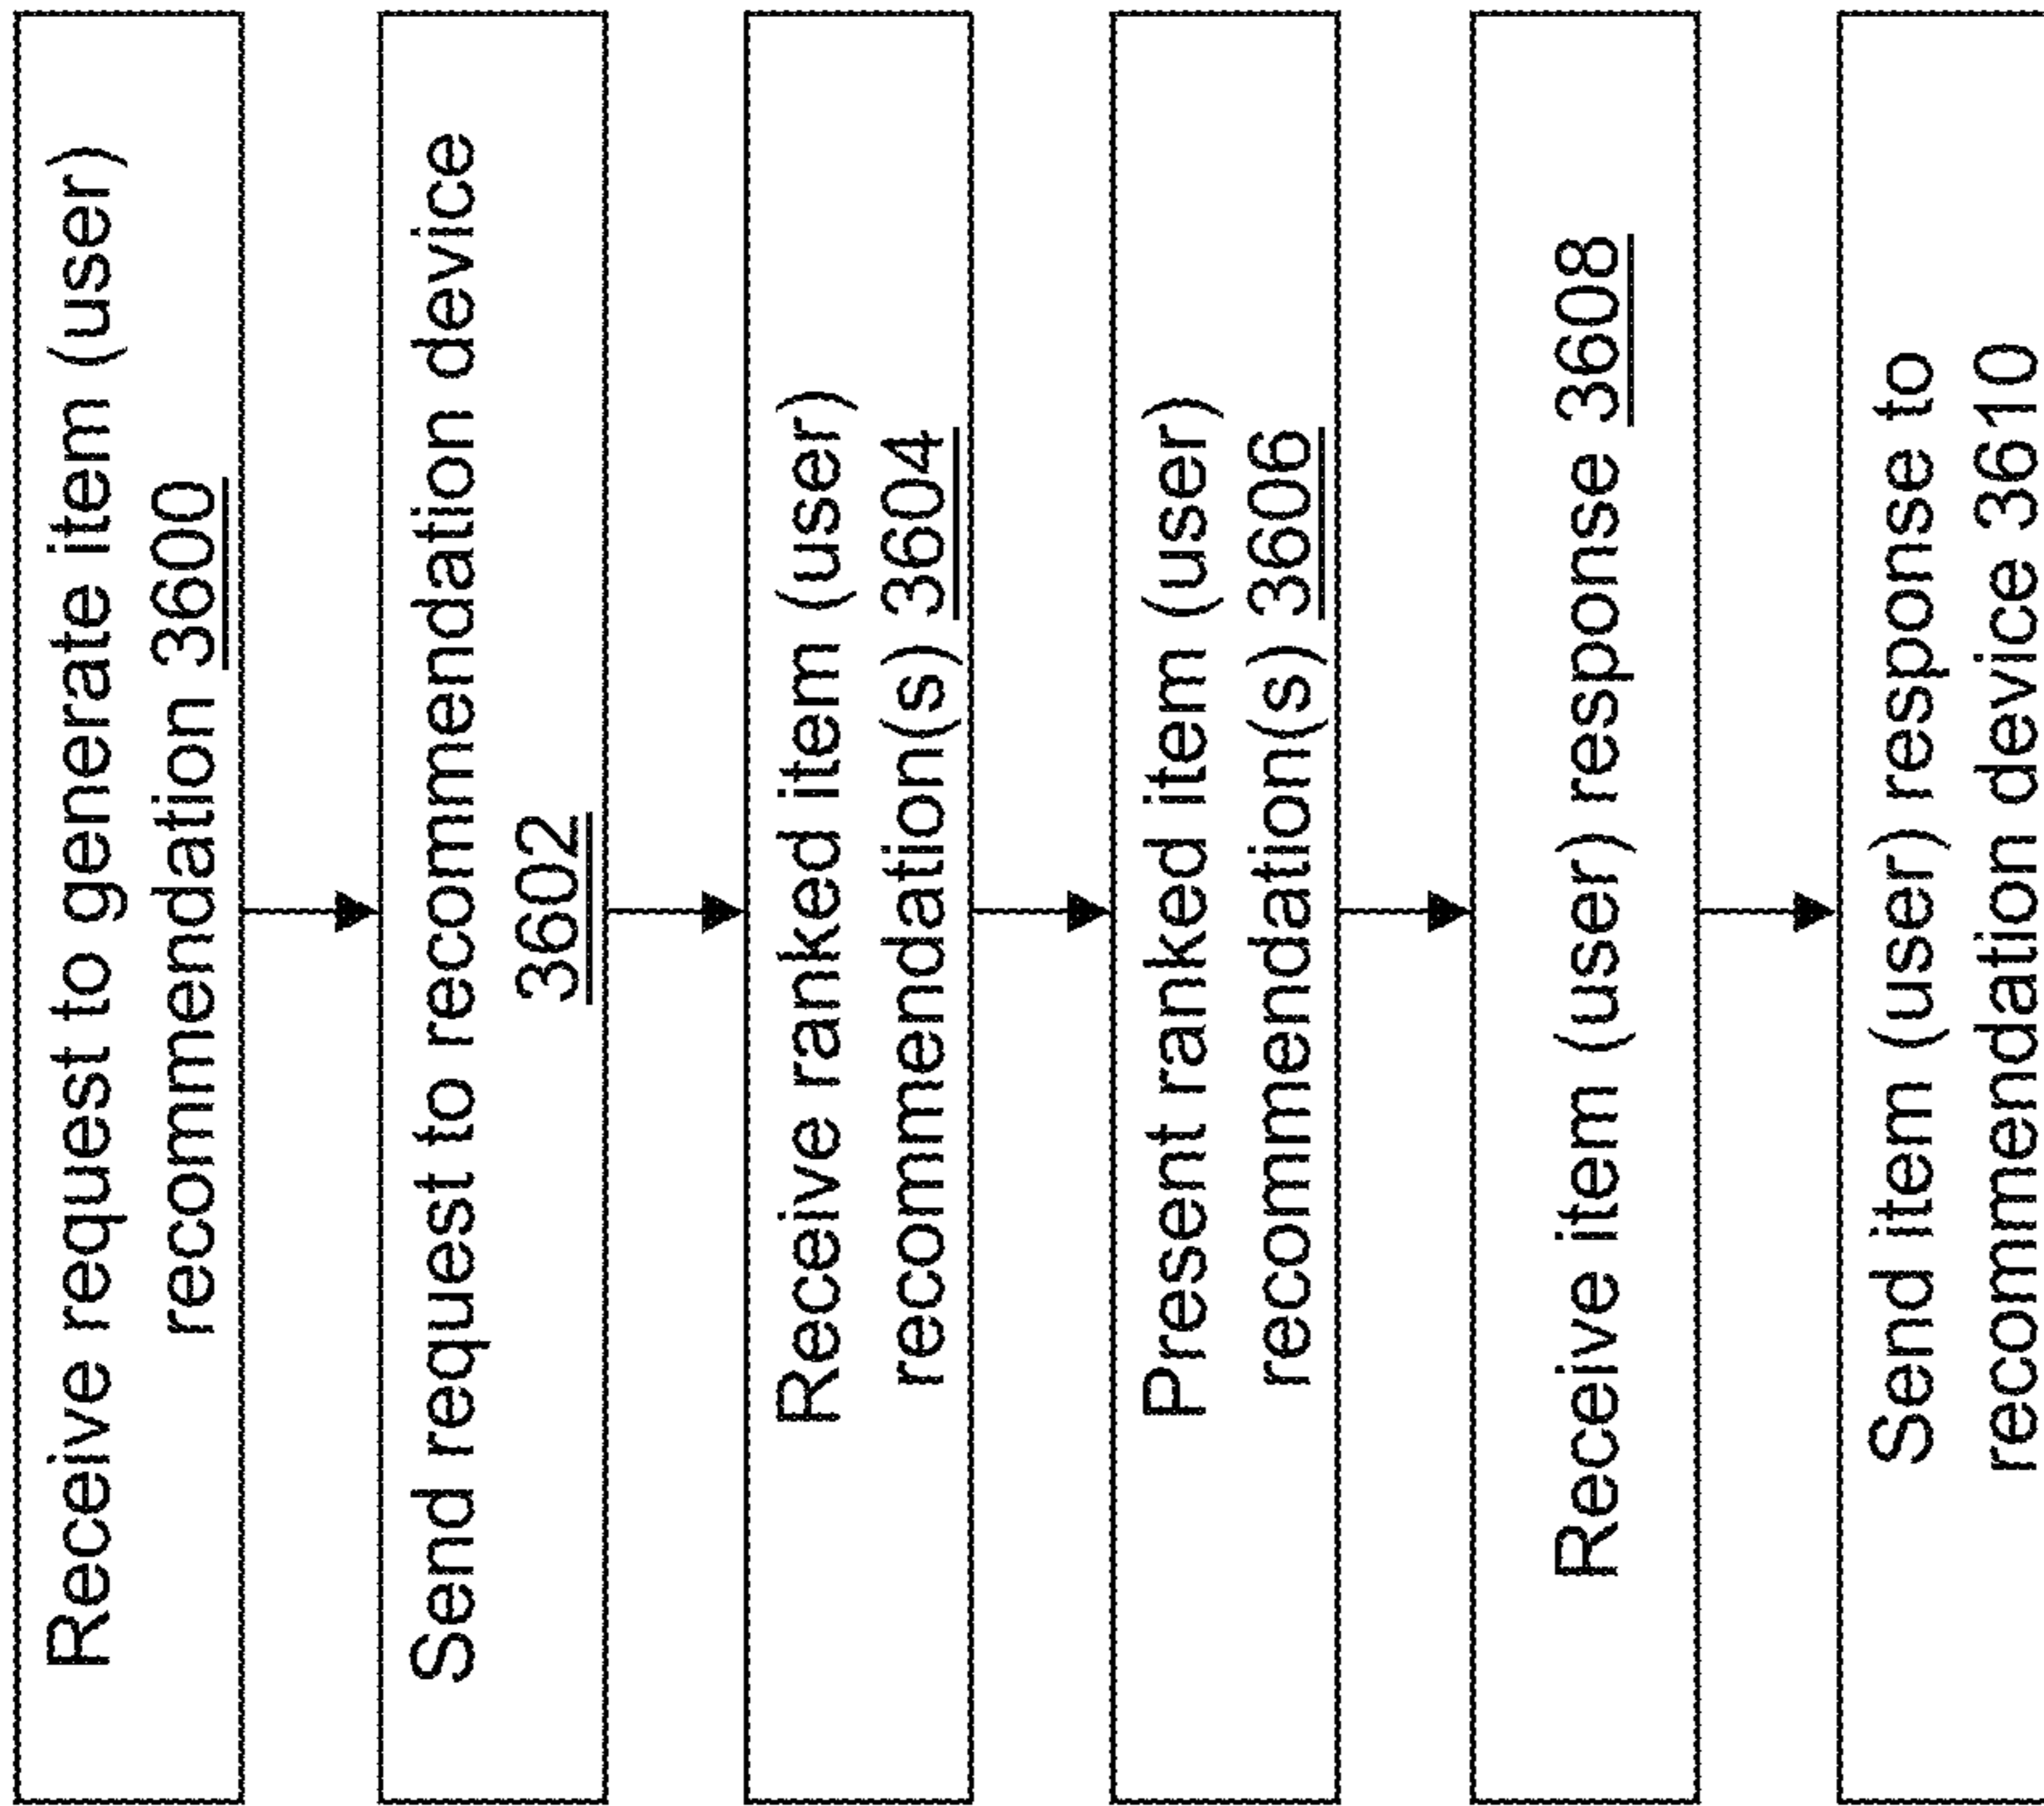 Receive request to generate item (user)
recommendation 3600
Send request to recommendation device
3602
Receive ranked item (user)
recommendation(s) 3604
Present ranked item (user)
recommendation(s) 3606
Receive item (user) response 3608
Send item (user) response to
recommendation device 3610